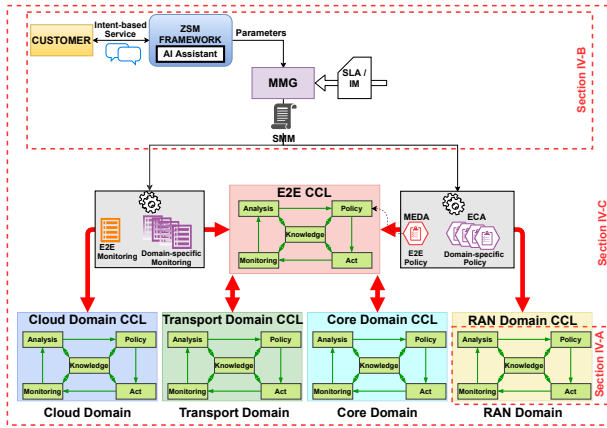 CUSTOMER
Intent-based
Service
ZSM
FRAMEWORK
AI Assistant
Parameters
MMG
SLA /
IM
SMM
Section IV-B
E2E
Monitoring
Domain-specific
Monitoring
E2E CCL
Analysis
Policy
Knowledge
Monitoring
Act
MEDA
ECA
E2E
Policy
Domain-specific
Policy
Section IV-C
Cloud Domain CCL
Analysis
Policy
Knowledge
Monitoring
Act
Cloud Domain
Transport Domain CCL
Analysis
Policy
Knowledge
Monitoring
Act
Transport Domain
Core Domain CCL
Analysis
Policy
Knowledge
Monitoring
Act
Core Domain
RAN Domain CCL
Analysis
Policy
Knowledge
Monitoring
Act
RAN Domain
Section IV-A